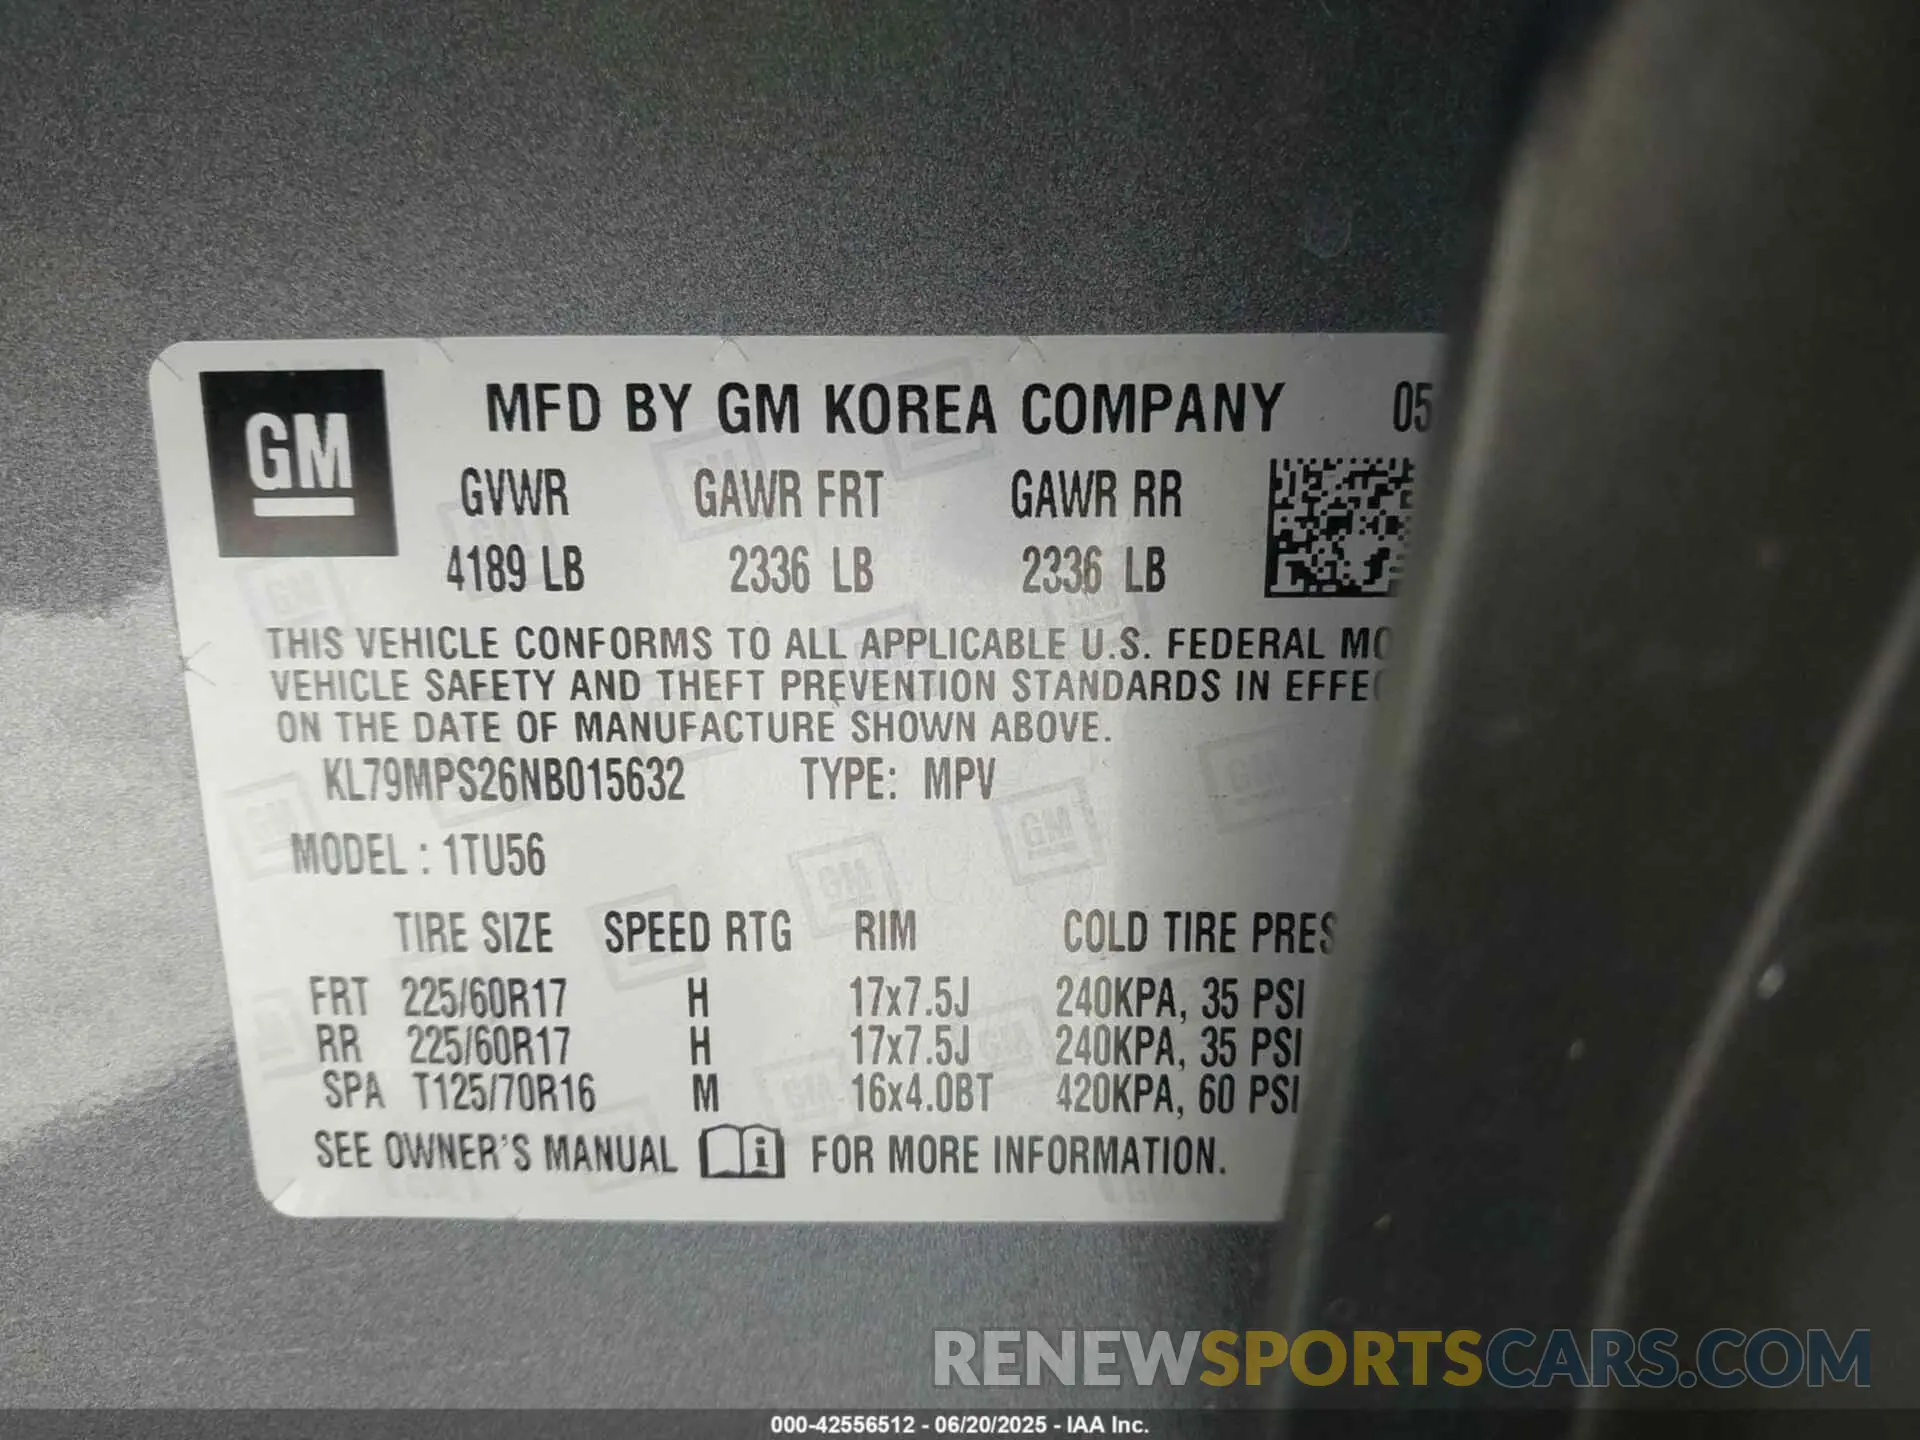 GM
MFD BY GM KOREA COMPANY 05
GVWR GAWR FRT GAWR RR
4189 LB 2336 LB 2336 LB
THIS VEHICLE CONFORMS TO ALL APPLICABLE U.S. FEDERAL MO
VEHICLE SAFETY AND THEFT PREVENTION STANDARDS IN EFFEC
ON THE DATE OF MANUFACTURE SHOWN ABOVE.
KL79MPS26NB015632 TYPE: MPV
MODEL : 1TU56
TIRE SIZE SPEED RTG RIM COLD TIRE PRES
FRT 225/60R17 H 17x7.5J 240KPA, 35 PSI
RR 225/60R17 H 17x7.5J 240KPA, 35 PSI
SPA T125/70R16 M 16x4.0BT 420KPA, 60 PSI
SEE OWNER'S MANUAL i FOR MORE INFORMATION.
RENEWSPORTSCARS.COM
000-42556512 - 06/20/2025 - IAA Inc.